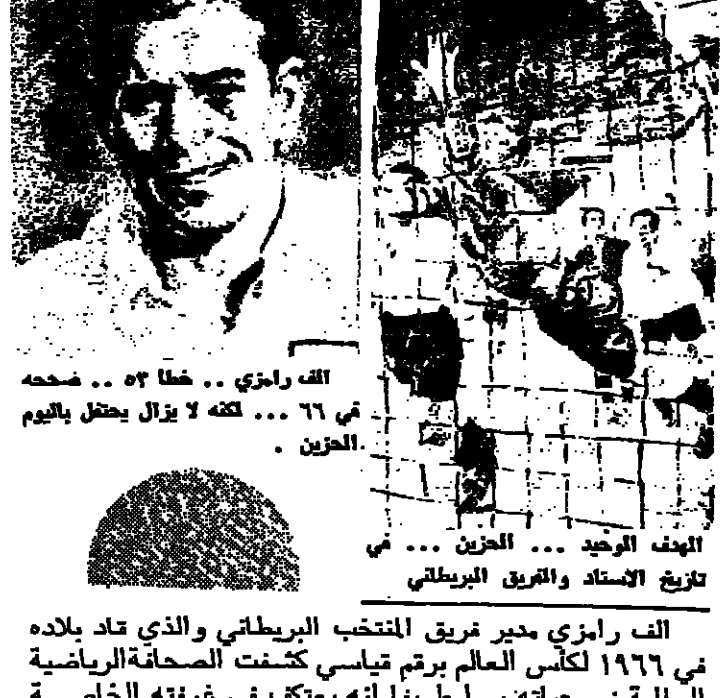 الف رامزي .. خطا ٥٣ .. صححه
في ٦٦ ... لكنه لا يزال يحتفل باليوم
الحزين .
الهدف الوحيد ... الحزين ... في
تاريخ الاستاد والفريق البريطاني
الف رامزي مدير فريق المنتخب البريطاني والذي قاد بلاده
في ١٩٦٦ لكأس العالم برقم قياسي كشفت الصحافة الرياضية